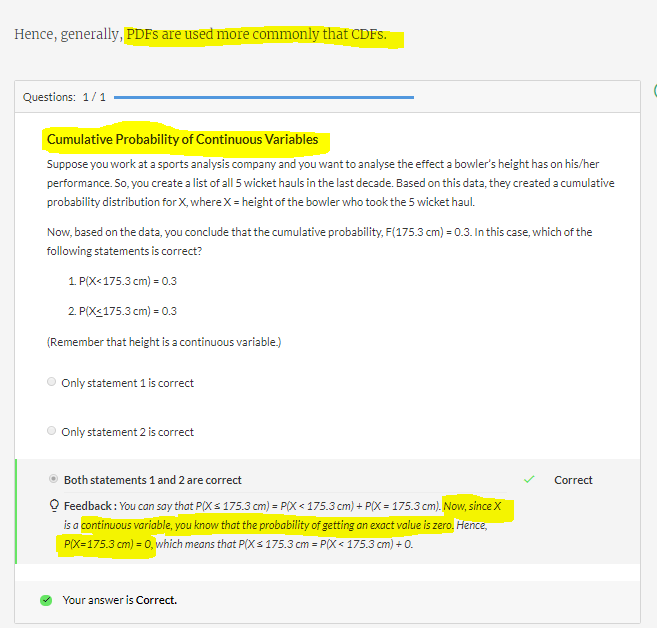 Hence, generally, PDFs are used more commonly that CDFs.
Questions: 1 / 1
Cumulative Probability of Continuous Variables
Suppose you work at a sports analysis company and you want to analyse the effect a bowler's height has on his/her
performance. So, you create a list of all 5 wicket hauls in the last decade. Based on this data, they created a cumulative
probability distribution for X, where X = height of the bowler who took the 5 wicket haul.
Now, based on the data, you conclude that the cumulative probability, F(175.3 cm) = 0.3. In this case, which of the
following statements is correct?
1. P(X<175.3 cm) = 0.3
2. P(X≤175.3 cm) = 0.3
(Remember that height is a continuous variable.)
Only statement 1 is correct
Only statement 2 is correct
Both statements 1 and 2 are correct
Correct
Feedback : You can say that P(X ≤ 175.3 cm) = P(X < 175.3 cm) + P(X = 175.3 cm). Now, since X
is a continuous variable, you know that the probability of getting an exact value is zero. Hence,
P(X=175.3 cm) = 0, which means that P(X ≤ 175.3 cm = P(X < 175.3 cm) + 0.
Your answer is Correct.